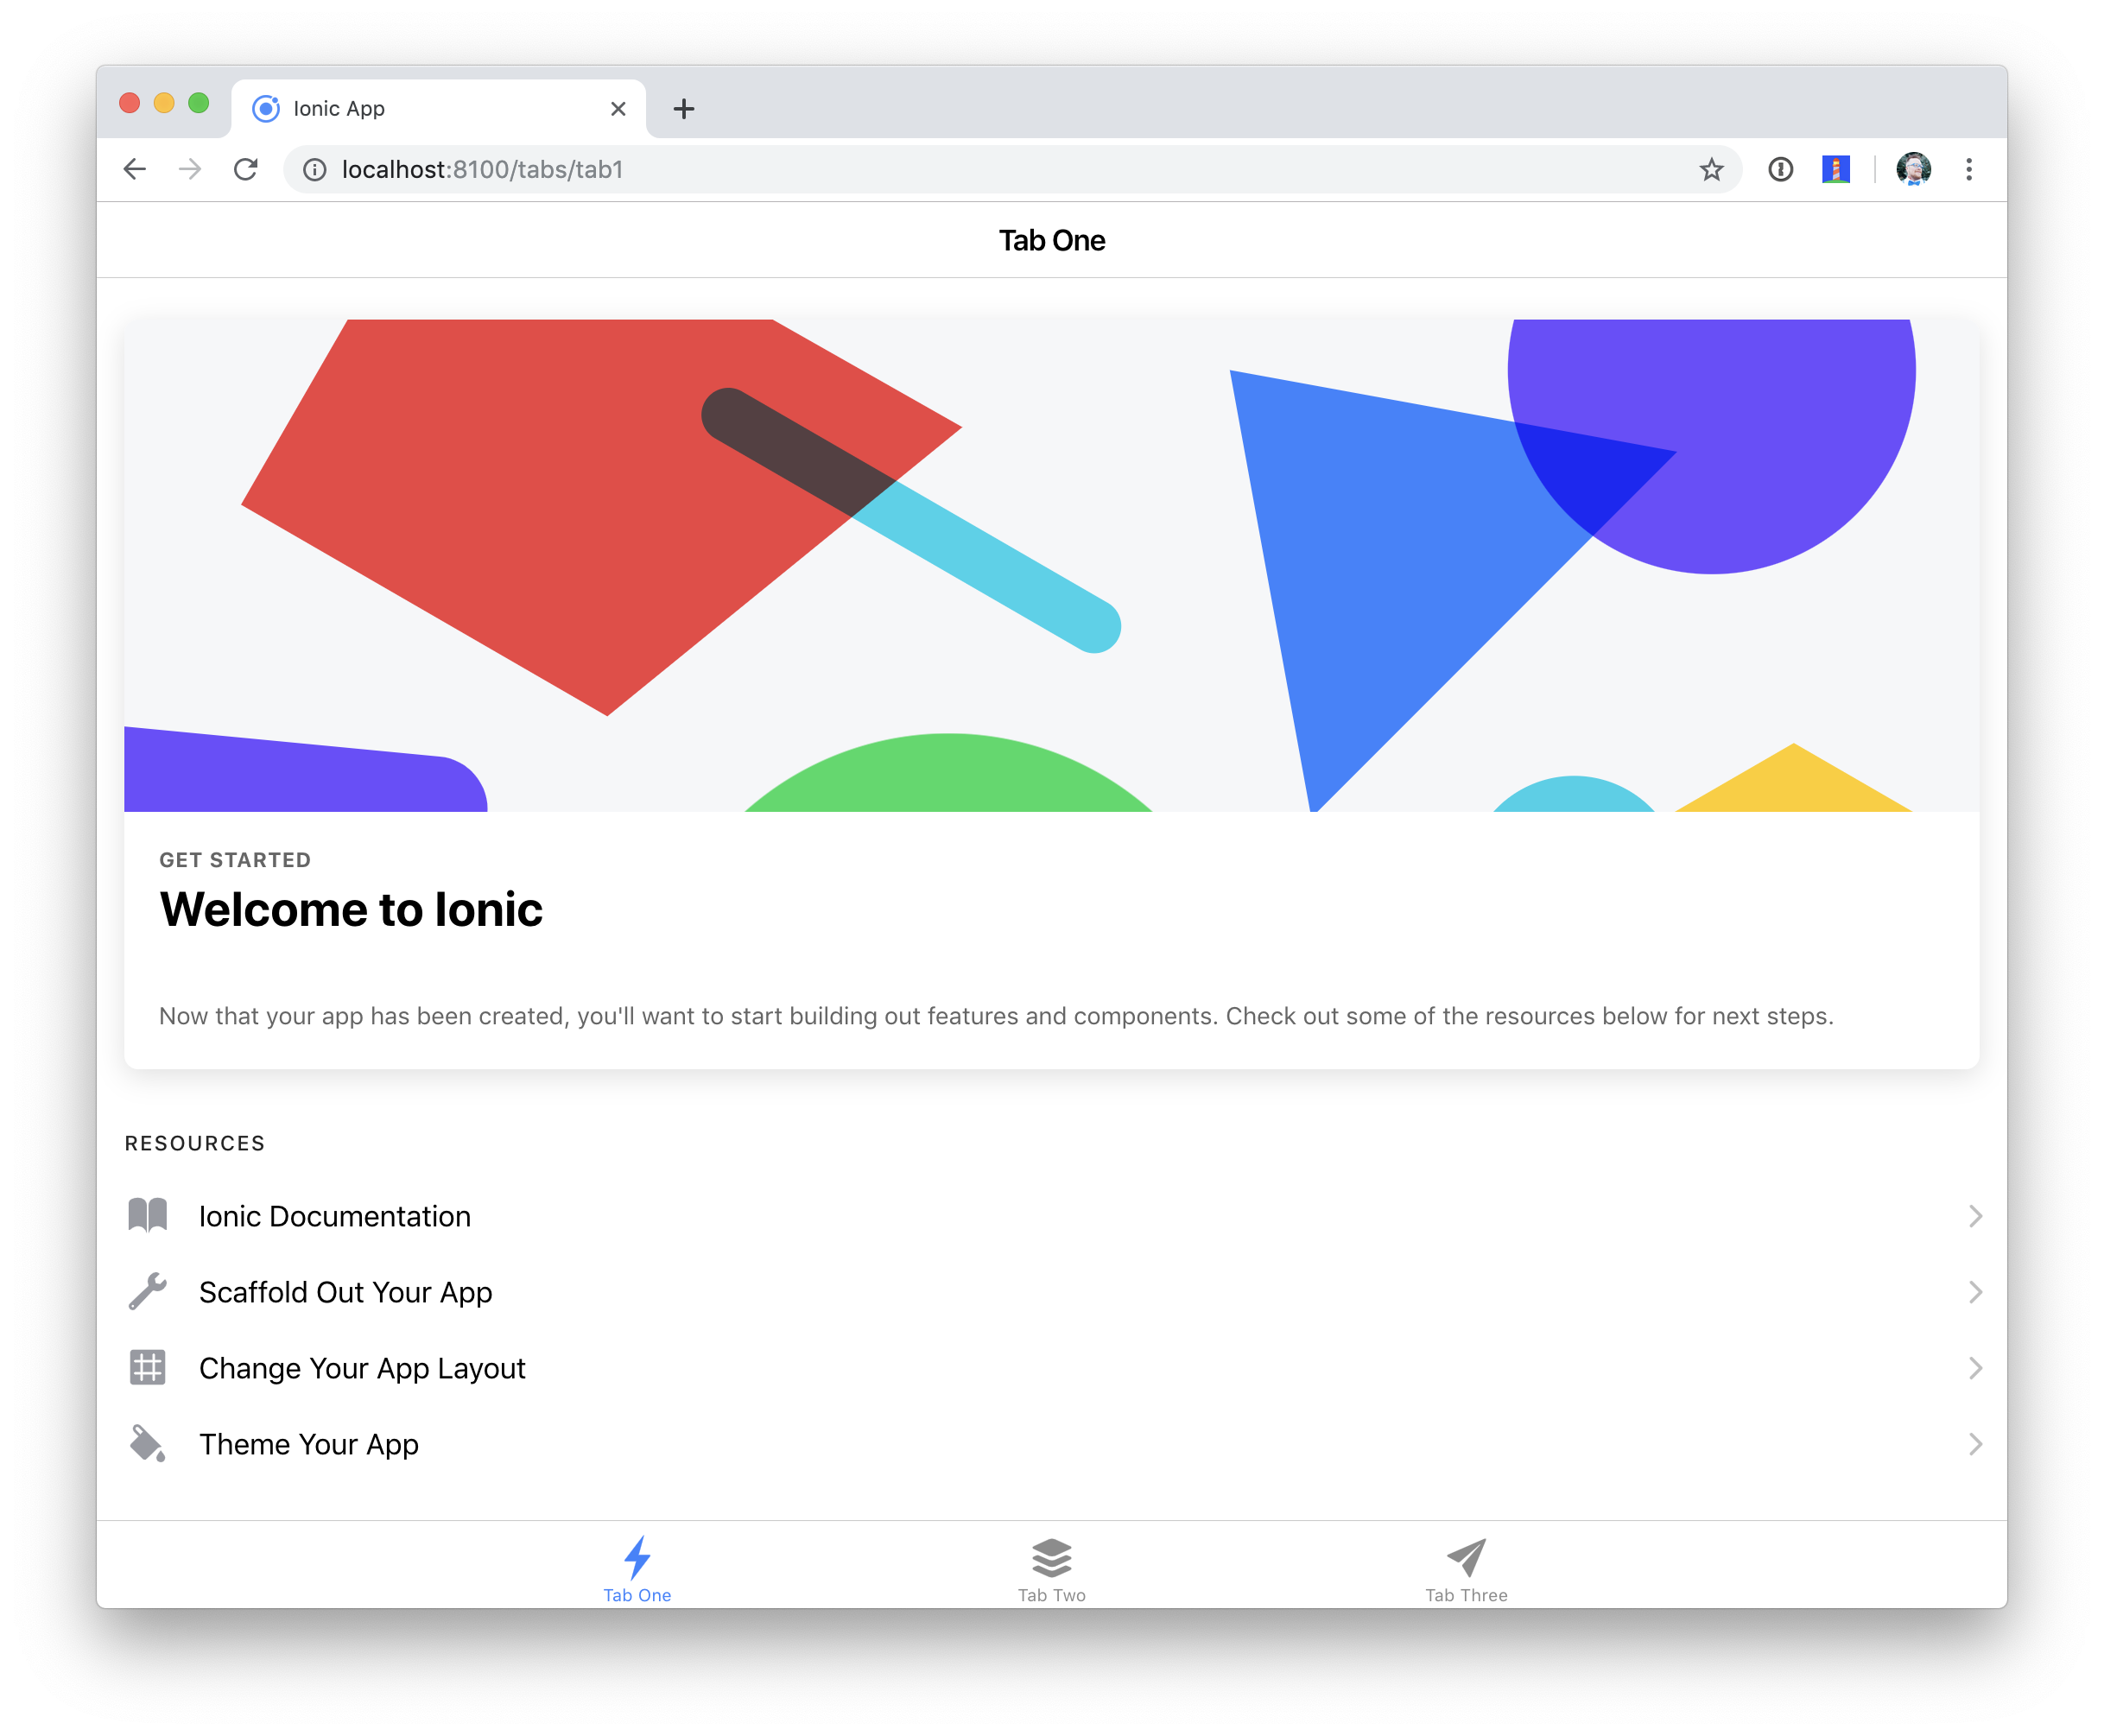 Ionic App
localhost:8100/tabs/tab1
Tab One
GET STARTED
Welcome to Ionic
Now that your app has been created, you'll want to start building out features and components. Check out some of the resources below for next steps.
RESOURCES
Ionic Documentation
Scaffold Out Your App
Change Your App Layout
Theme Your App
Tab One
Tab Two
Tab Three